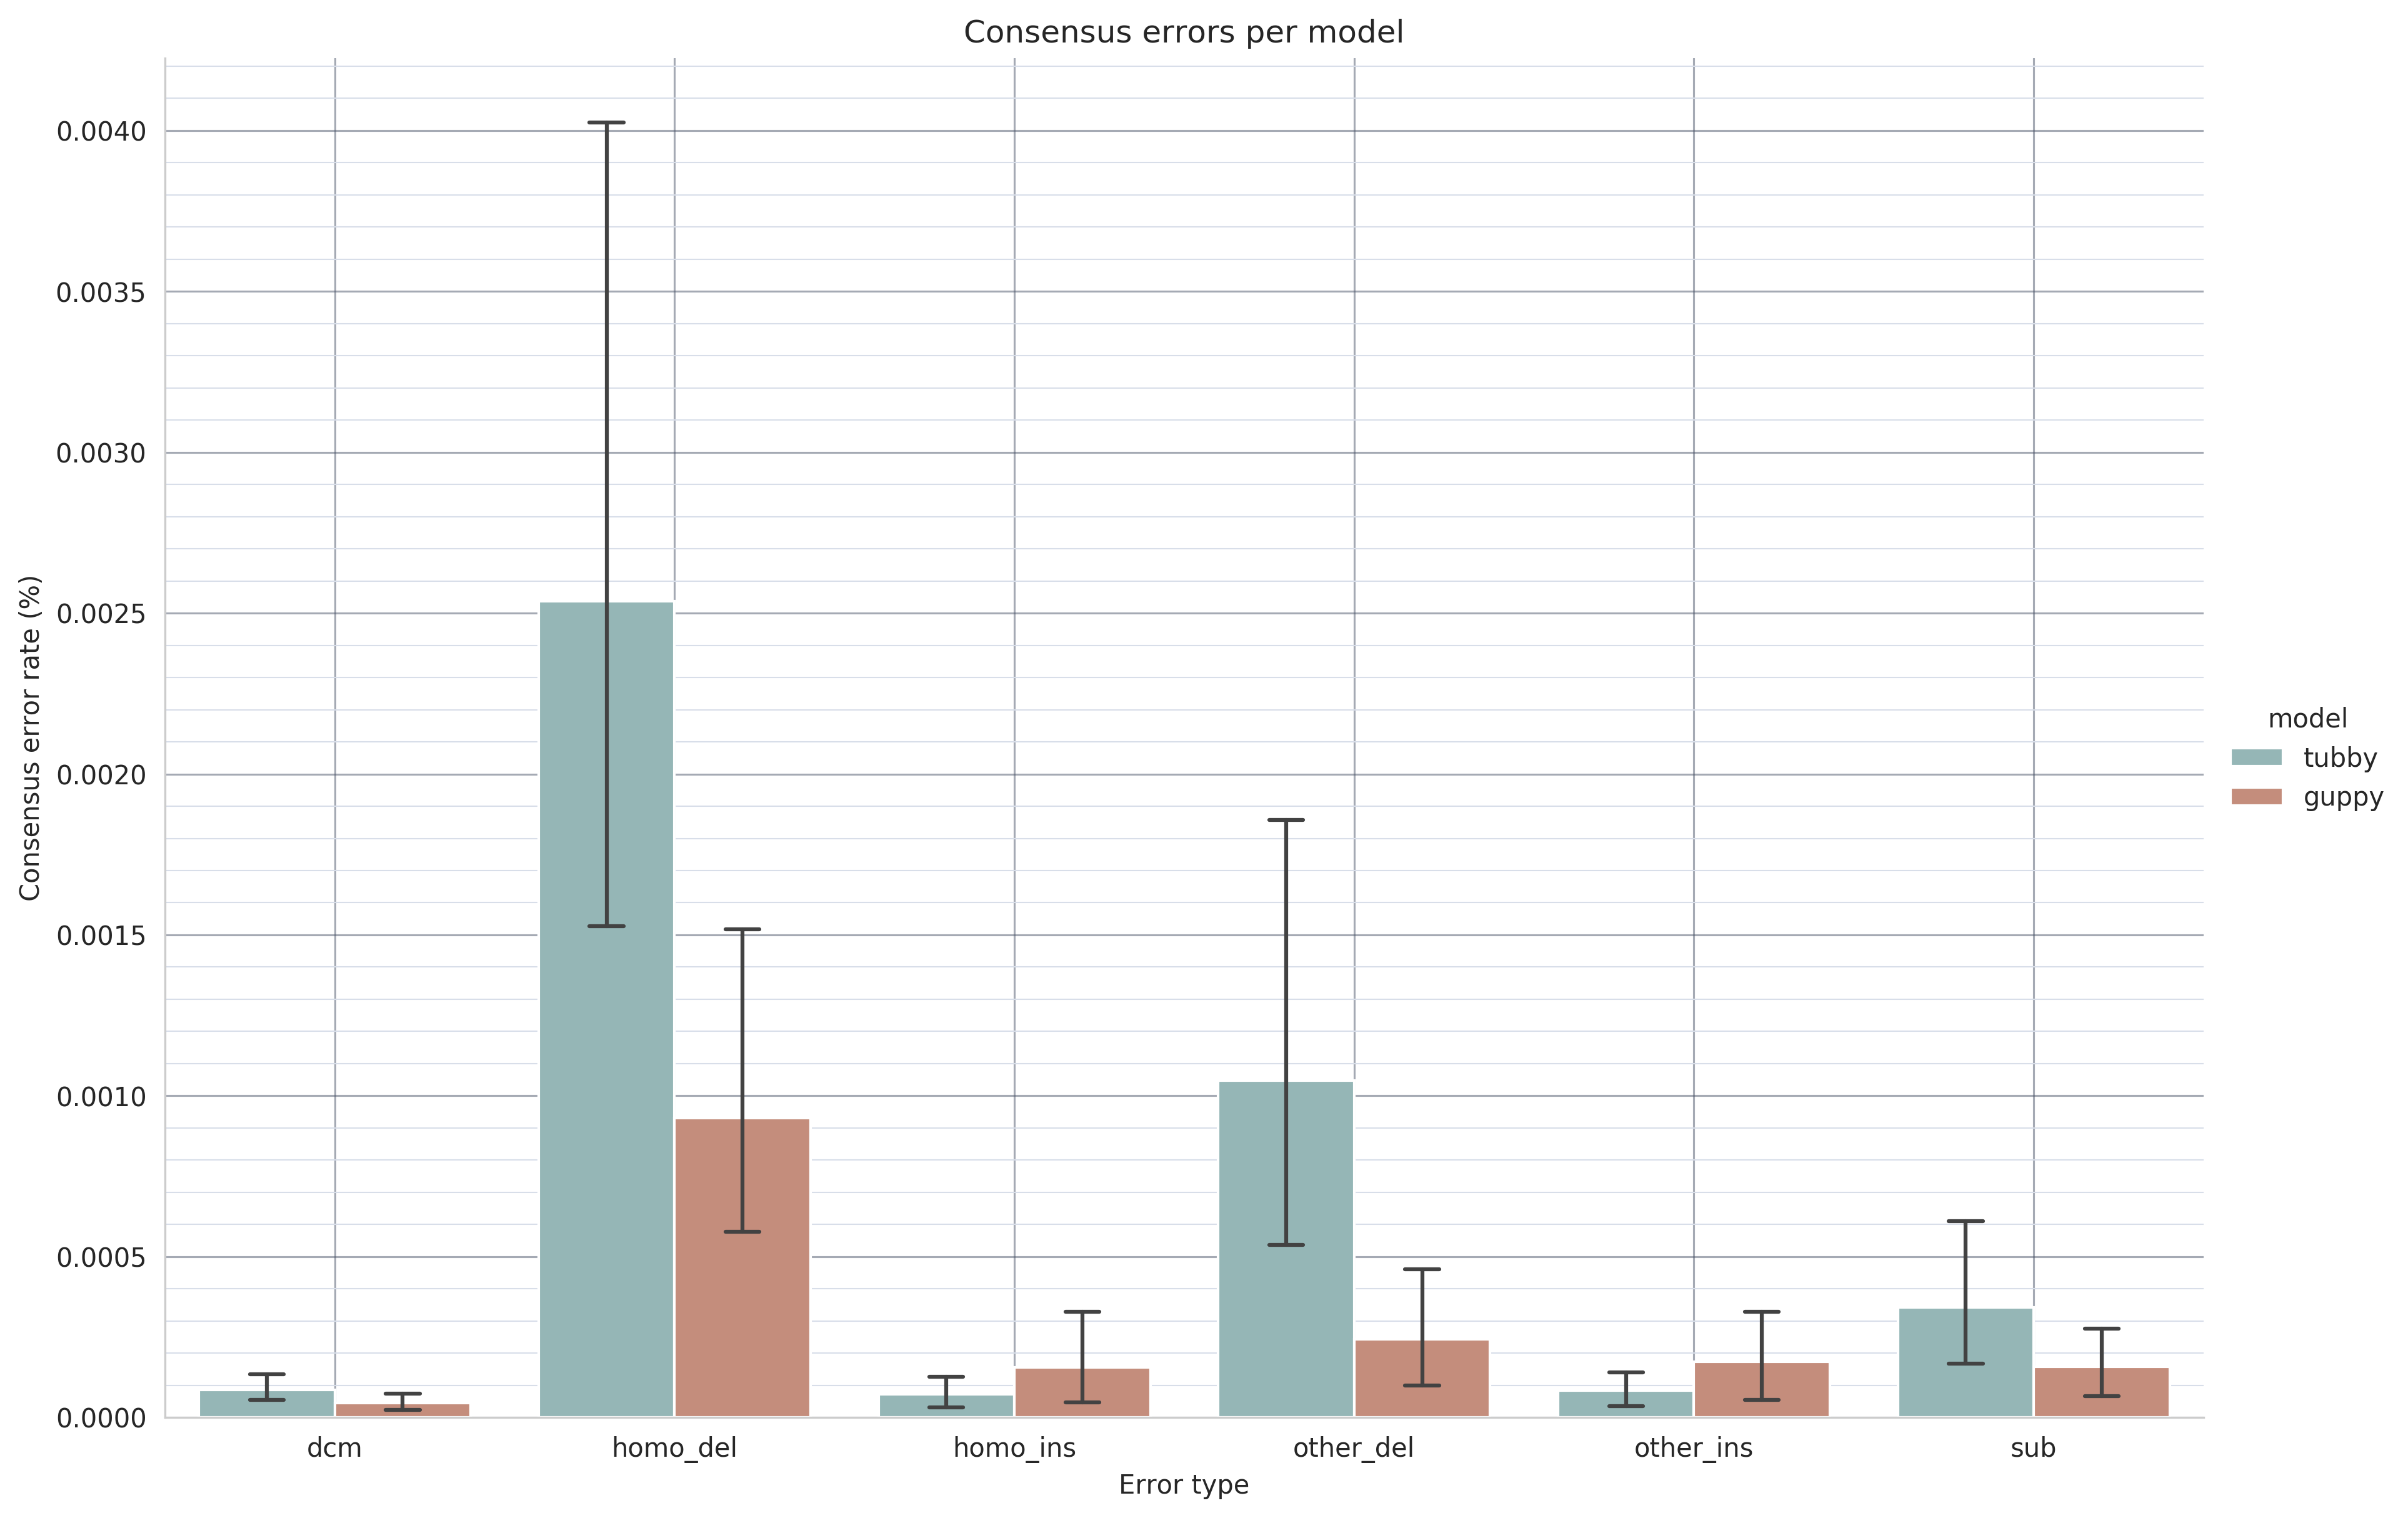 Consensus errors per model
Consensus error rate (%)
0.0040
0.0035
0.0030
0.0025
0.0020
0.0015
0.0010
0.0005
0.0000
dcm
homo_del
homo_ins
other_del
other_ins
sub
Error type
model
tubby
guppy